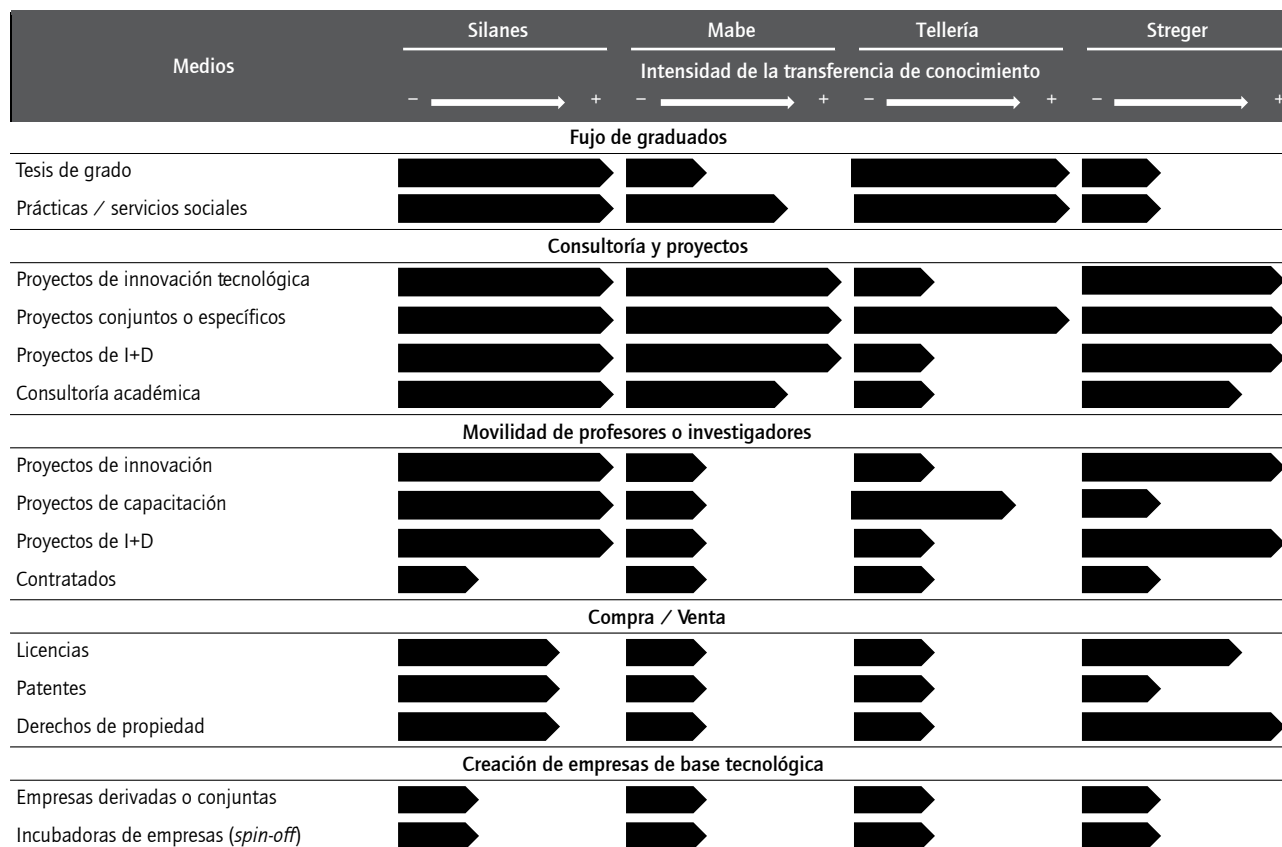 Silanes Mabe Tellería Streger
Medios
Intensidad de la transferencia de conocimiento
− + − + − + − +
Fujo de graduados
Tesis de grado
Prácticas / servicios sociales
Consultoría y proyectos
Proyectos de innovación tecnológica
Proyectos conjuntos o específicos
Proyectos de I+D
Consultoría académica
Movilidad de profesores o investigadores
Proyectos de innovación
Proyectos de capacitación
Proyectos de I+D
Contratados
Compra / Venta
Licencias
Patentes
Derechos de propiedad
Creación de empresas de base tecnológica
Empresas derivadas o conjuntas
Incubadoras de empresas (spin-off)